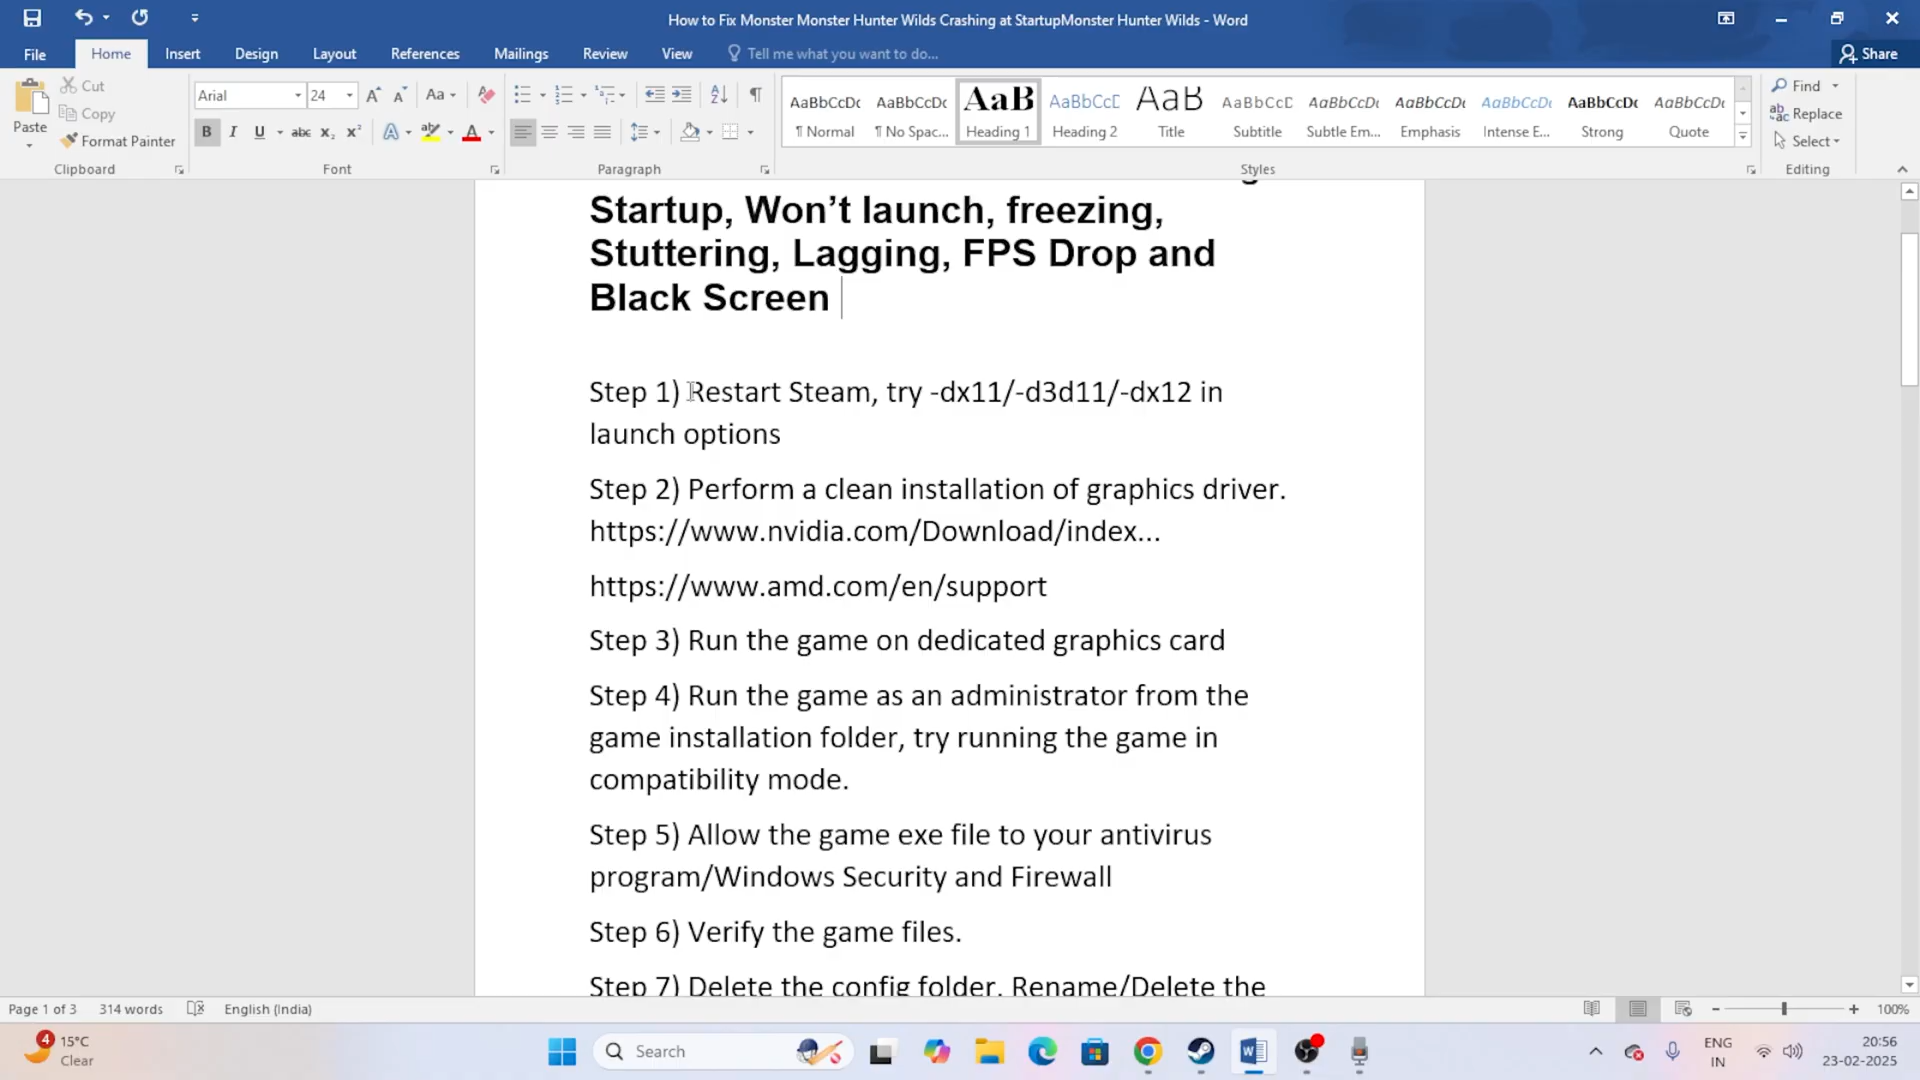 How to Fix Monster Monster Hunter Wilds Crashing at StartupMonster Hunter Wilds - Word
File Home Insert Design Layout References Mailings Review View Tell me what you want to do... Share
Paste Cut Copy Format Painter
Clipboard
Arial 24
Font
Paragraph
AaBbCcDc AaBbCcDc AaB AaBbCcD AaB AaBbCcD AaBbCcDt AaBbCcDt AaBbCcDt AaBbCcDc AaBbCcDt
¶ Normal ¶ No Spac... Heading 1 Heading 2 Title Subtitle Subtle Em... Emphasis Intense E... Strong Quote
Styles
Find
Replace
Select
Editing
Startup, Won’t launch, freezing,
Stuttering, Lagging, FPS Drop and
Black Screen
Step 1) Restart Steam, try -dx11/-d3d11/-dx12 in
launch options
Step 2) Perform a clean installation of graphics driver.
https://www.nvidia.com/Download/index...
https://www.amd.com/en/support
Step 3) Run the game on dedicated graphics card
Step 4) Run the game as an administrator from the
game installation folder, try running the game in
compatibility mode.
Step 5) Allow the game exe file to your antivirus
program/Windows Security and Firewall
Step 6) Verify the game files.
Step 7) Delete the config folder. Rename/Delete the
Page 1 of 3 314 words English (India) 100%
4 15°C
Clear
Search
ENG
IN
20:56
23-02-2025